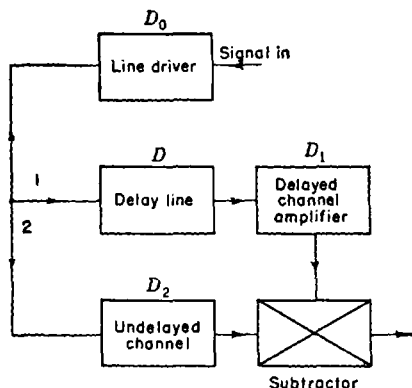 D0
Signal in
Line driver
1
D
D1
Delay line
Delayed
channel
amplifier
2
D2
Undelayed
channel
Subtractor